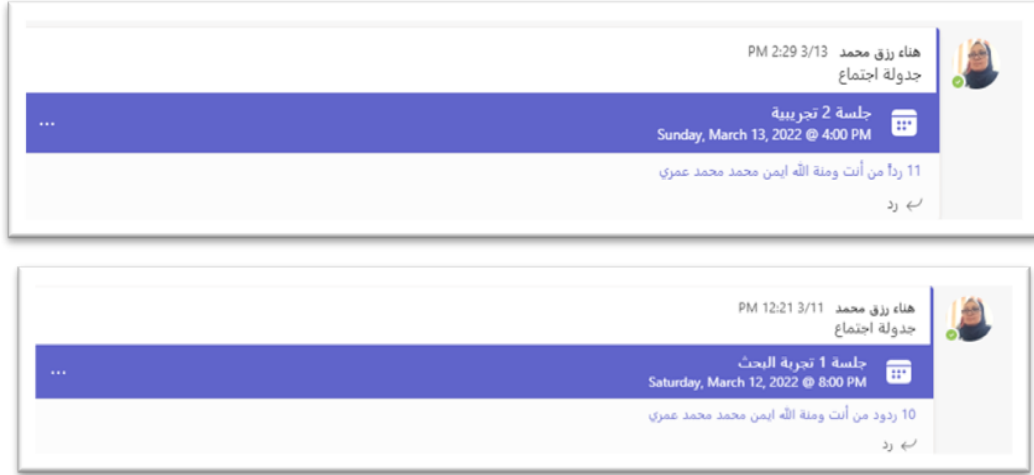 هناء رزق محمد 3/13 2:29 PM
جدولة اجتماع
جلسة 2 تجريبية
Sunday, March 13, 2022 @ 4:00 PM
11 رداً من أنت ومنة الله ايمن محمد محمد عمري
رد
هناء رزق محمد 3/11 12:21 PM
جدولة اجتماع
جلسة 1 تجربة البحث
Saturday, March 12, 2022 @ 8:00 PM
10 ردود من أنت ومنة الله ايمن محمد محمد عمري
رد